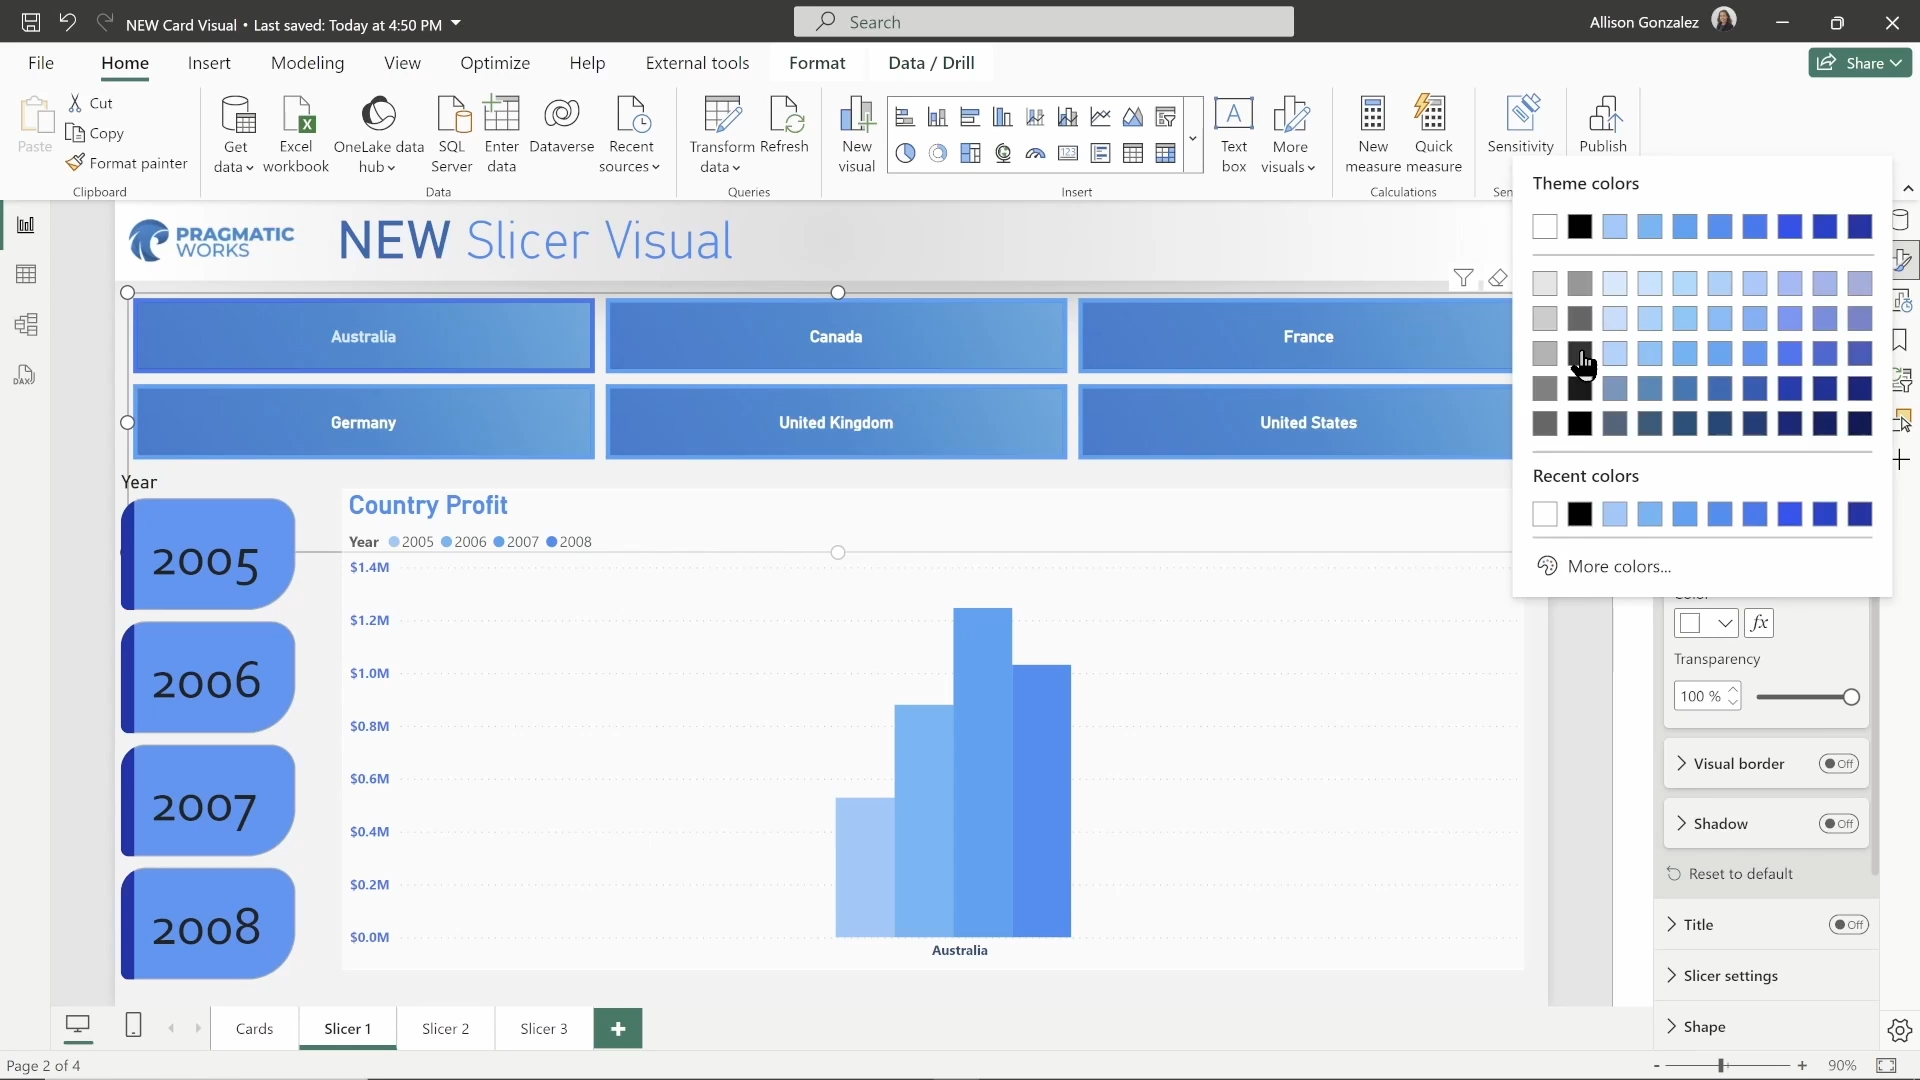 NEW Card Visual • Last saved: Today at 4:50 PM
Search
Allison Gonzalez
File Home Insert Modeling View Optimize Help External tools Format Data / Drill
Share
Paste
Cut
Copy
Format painter
Clipboard
Get data
Excel workbook
OneLake data hub
SQL Server
Enter data
Dataverse
Recent sources
Data
Transform data
Refresh
Queries
New visual
Text box
More visuals
Insert
New measure
Quick measure
Calculations
Sensitivity
Sen
Publish
PRAGMATIC
WORKS
NEW Slicer Visual
Australia
Canada
France
Germany
United Kingdom
United States
Year
2005
2006
2007
2008
Country Profit
Year 2005 2006 2007 2008
$1.4M
$1.2M
$1.0M
$0.8M
$0.6M
$0.4M
$0.2M
$0.0M
Australia
Theme colors
Recent colors
More colors...
fx
Transparency
100 %
Visual border Off
Shadow Off
Reset to default
Title Off
Slicer settings
Shape
DAX
Cards
Slicer 1
Slicer 2
Slicer 3
+
Page 2 of 4
- + 90%